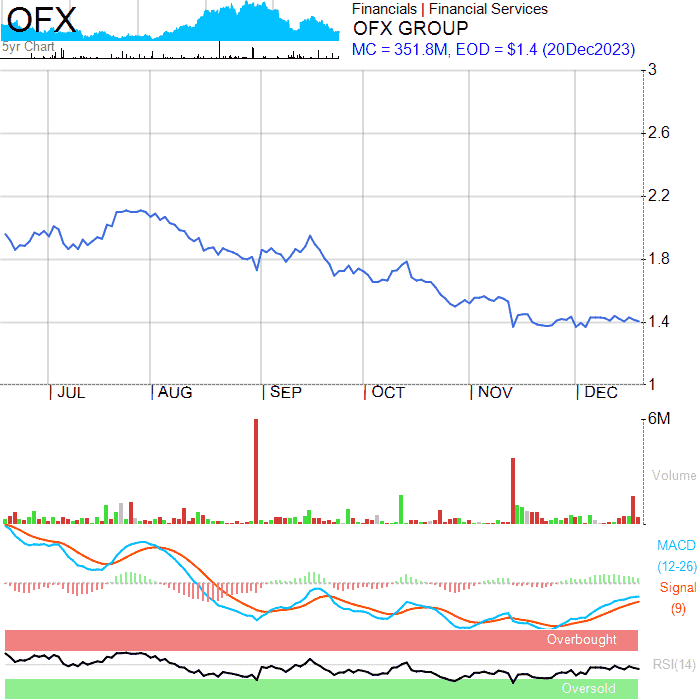 OFX
5yr Chart
Financials | Financial Services
OFX GROUP
MC = 351.8M, EOD = $1.4 (20Dec2023)
3
2.6
2.2
1.8
1.4
1
JUL AUG SEP OCT NOV DEC
6M
Volume
MACD
(12-26)
Signal
(9)
Overbought
RSI(14)
Oversold